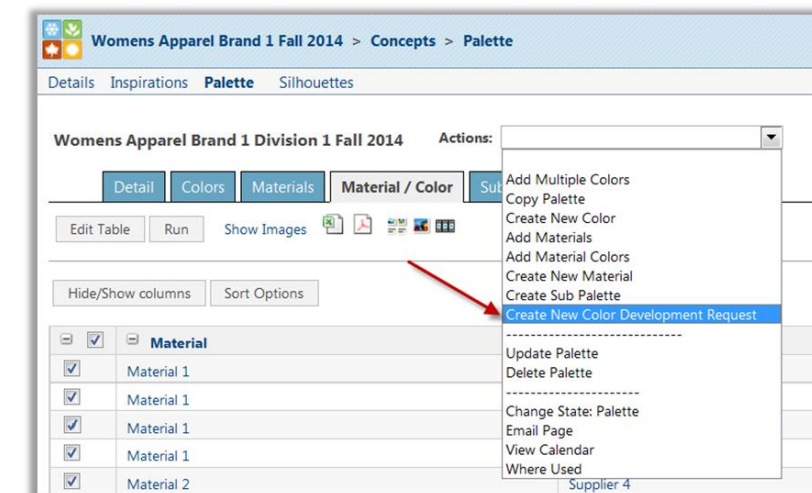 Womens Apparel Brand 1 Fall 2014 > Concepts > Palette
Details Inspirations Palette Silhouettes
Womens Apparel Brand 1 Division 1 Fall 2014 Actions:
Detail Colors Materials Material / Color Su
Edit Table Run Show Images
Hide/Show columns Sort Options
Material
Material 1
Material 1
Material 1
Material 1
Material 2 Supplier 4
Add Multiple Colors
Copy Palette
Create New Color
Add Materials
Add Material Colors
Create New Material
Create Sub Palette
Create New Color Development Request
----------------------------
Update Palette
Delete Palette
---------------------
Change State: Palette
Email Page
View Calendar
Where Used